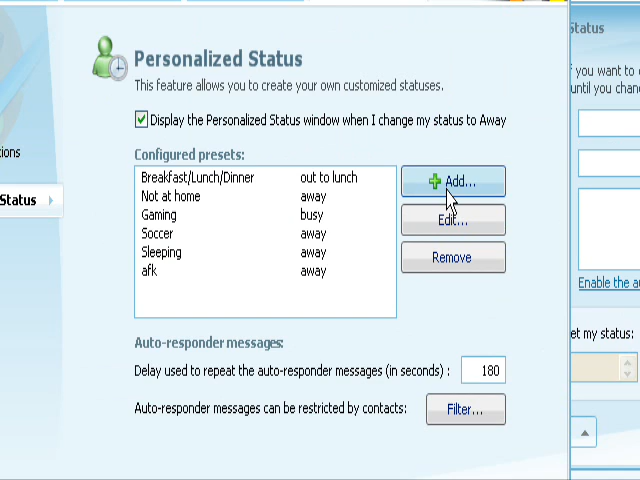 Personalized Status
This feature allows you to create your own customized statuses.
Display the Personalized Status window when I change my status to Away
Configured presets:
Breakfast/Lunch/Dinner out to lunch
Not at home away
Gaming busy
Soccer away
Sleeping away
afk away
Add...
Edit...
Remove
Auto-responder messages:
Delay used to repeat the auto-responder messages (in seconds) : 180
Auto-responder messages can be restricted by contacts: Filter...
ions
Status
Status
you want to
until you chan
Enable the a
et my status: